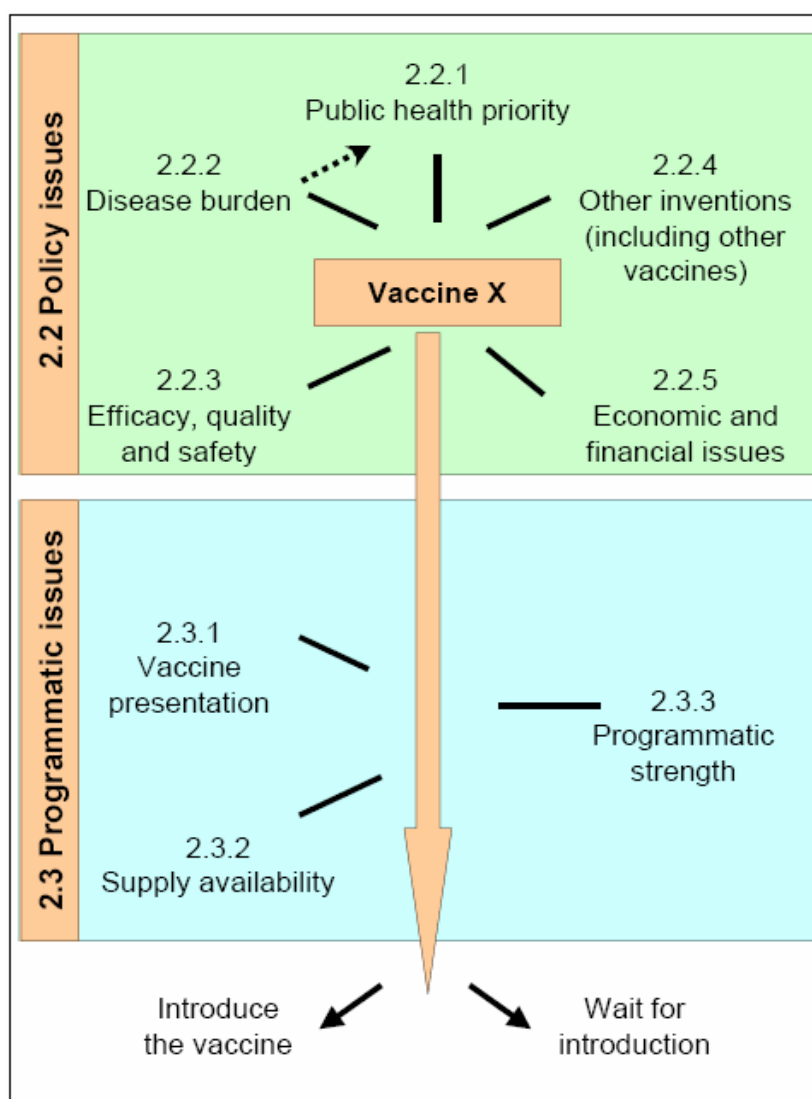 2.2 Policy issues
2.2.1
Public health priority
2.2.2
Disease burden
2.2.4
Other inventions
(including other
vaccines)
Vaccine X
2.2.3
Efficacy, quality
and safety
2.2.5
Economic and
financial issues
2.3 Programmatic issues
2.3.1
Vaccine
presentation
2.3.3
Programmatic
strength
2.3.2
Supply availability
Introduce
the vaccine
Wait for
introduction